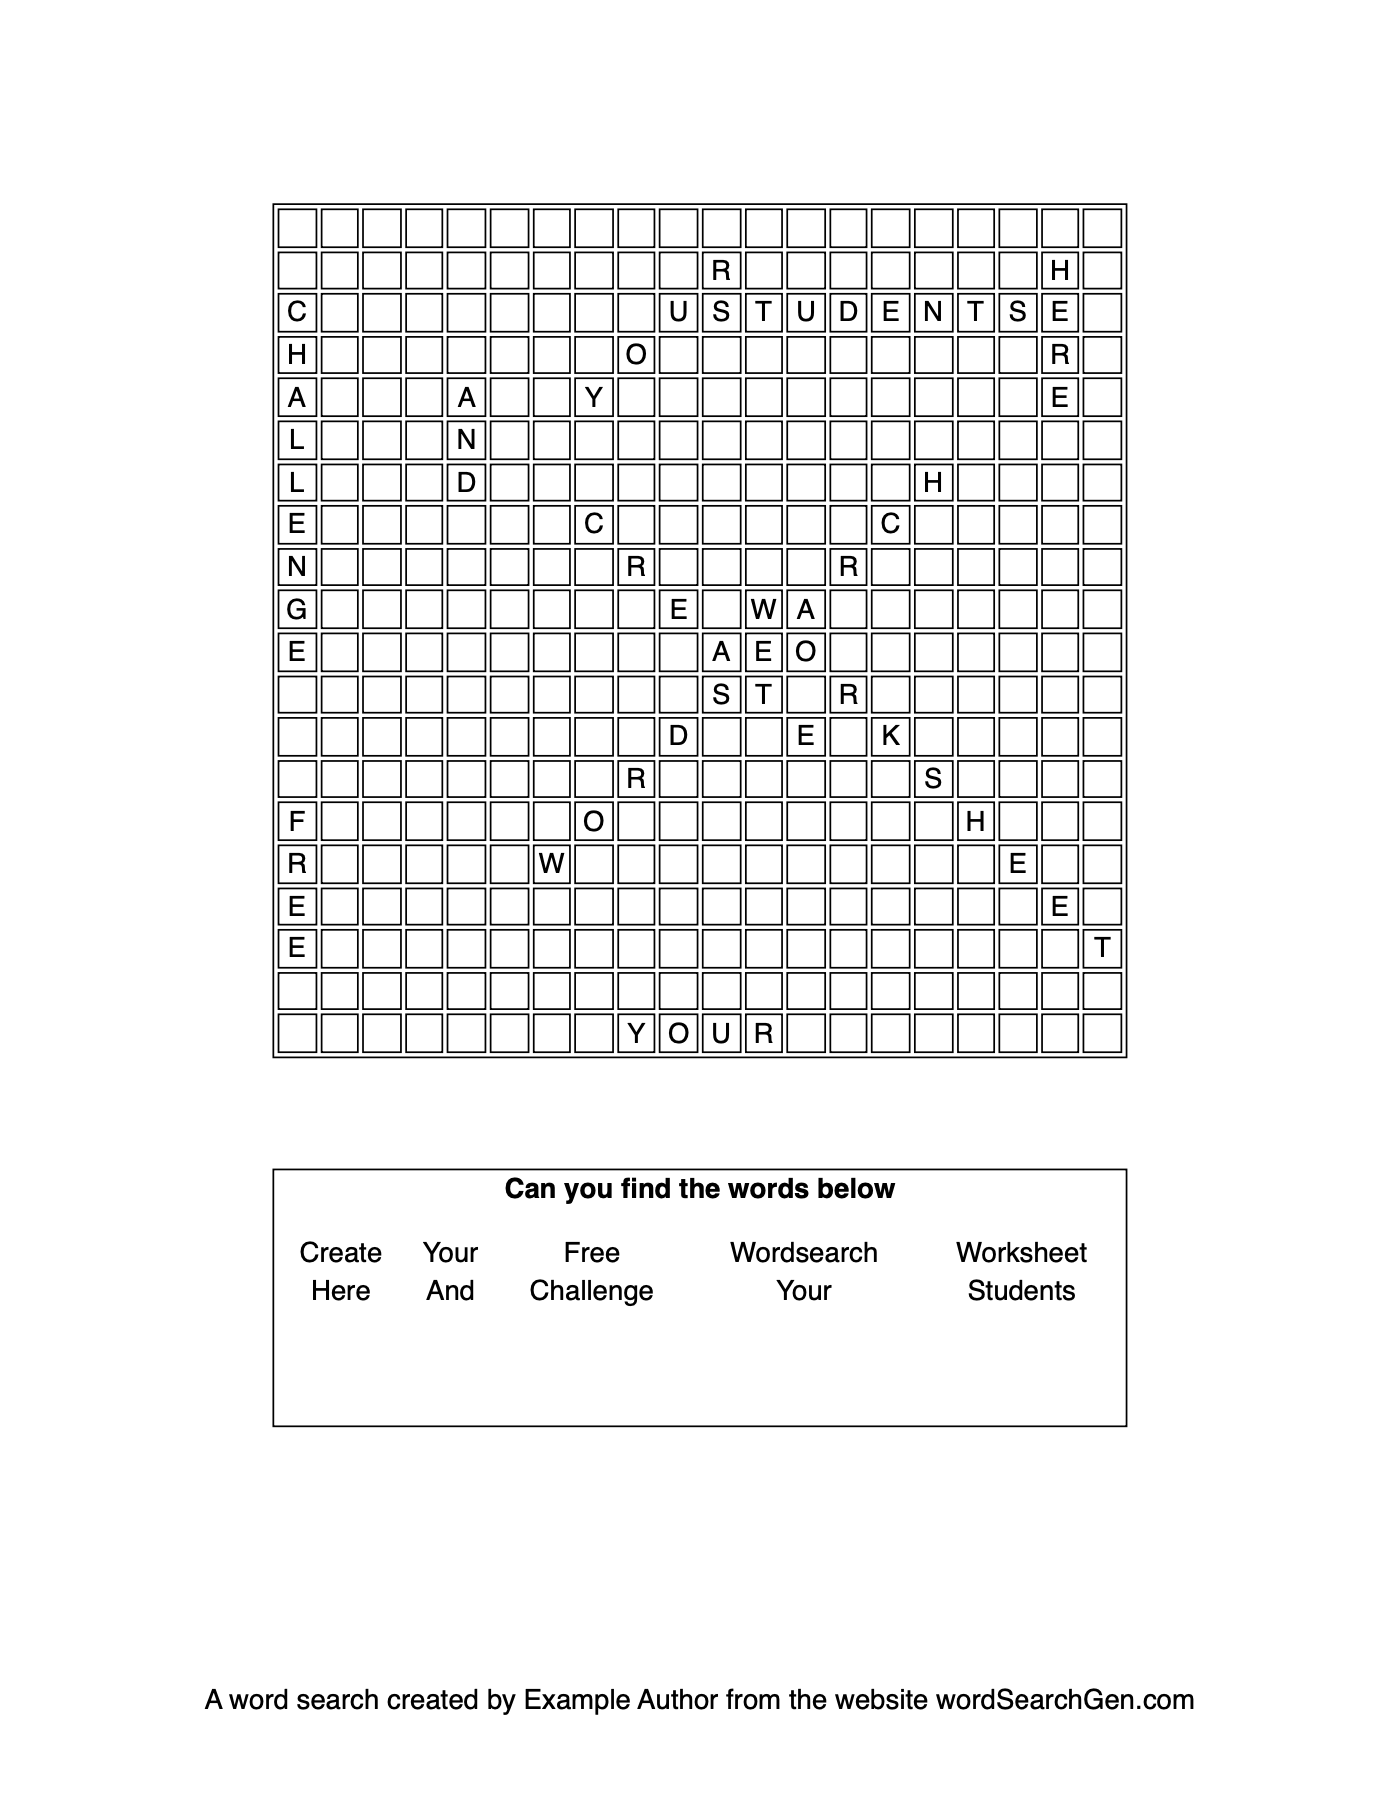 R H
C U S T U D E N T S E
H O R
A A Y E
L N
L D H
E C C
N R R
G E W A
E A E O
S T R
D E K
R S
F O H
R W E
E E
E T
Y O U R
Can you find the words below
Create Your Free Wordsearch Worksheet
Here And Challenge Your Students
A word search created by Example Author from the website wordSearchGen.com